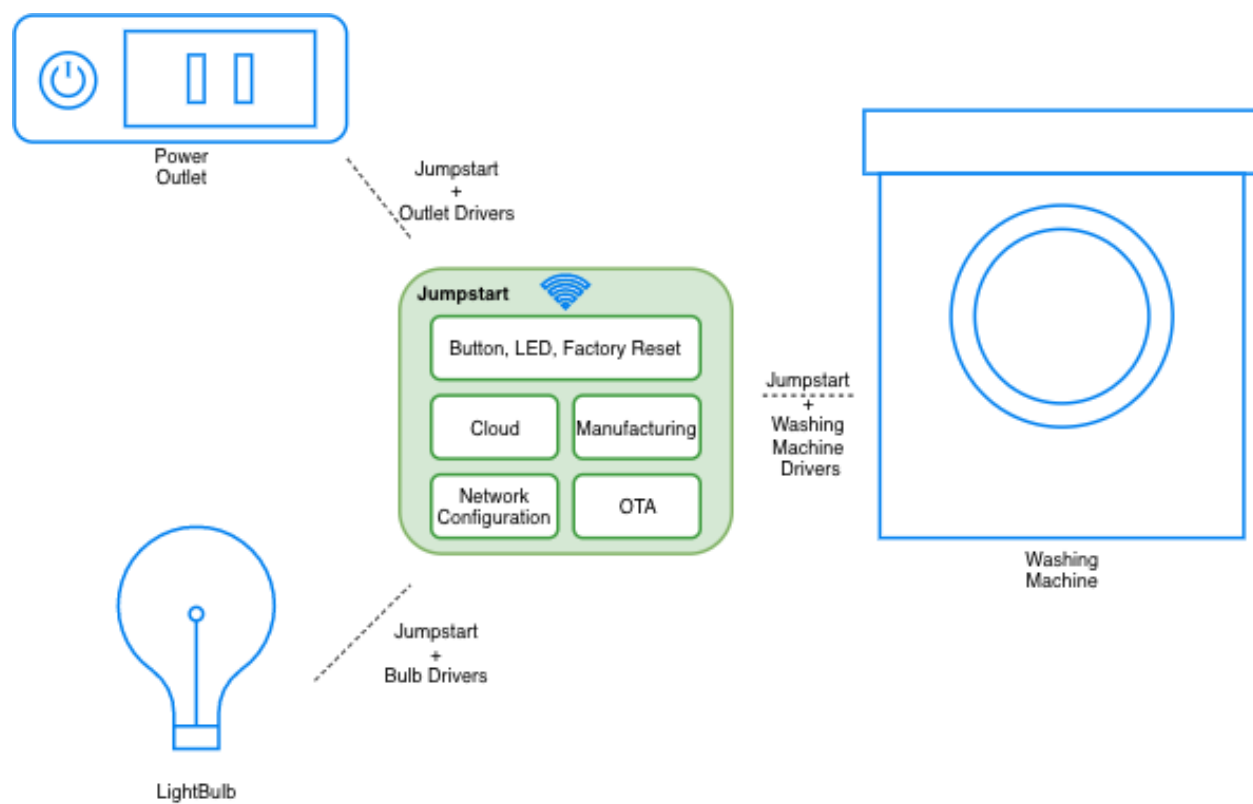 Power
Outlet
Jumpstart
+
Outlet Drivers
Jumpstart
Button, LED, Factory Reset
Cloud
Manufacturing
Network
Configuration
OTA
Jumpstart
+
Washing
Machine
Drivers
Washing
Machine
Jumpstart
+
Bulb Drivers
LightBulb